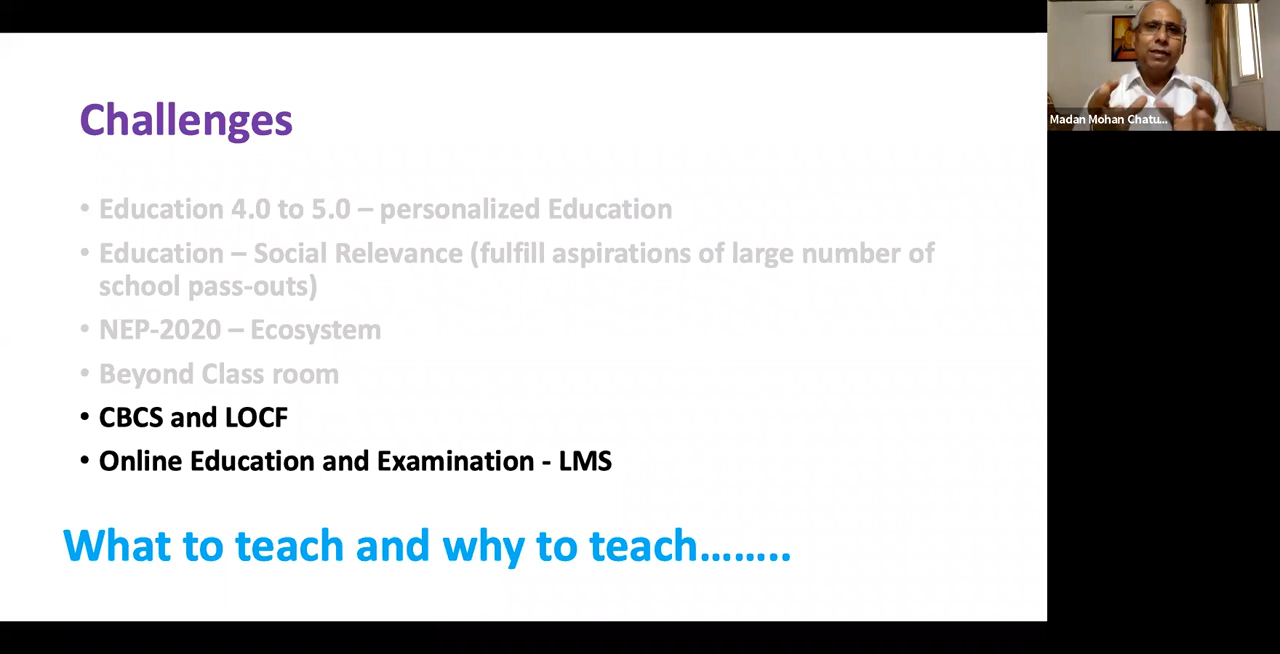 Challenges
• Education 4.0 to 5.0 – personalized Education
• Education – Social Relevance (fulfill aspirations of large number of
school pass-outs)
• NEP-2020 – Ecosystem
• Beyond Class room
• CBCS and LOCF
• Online Education and Examination - LMS
What to teach and why to teach……..
Madan Mohan Chatu...